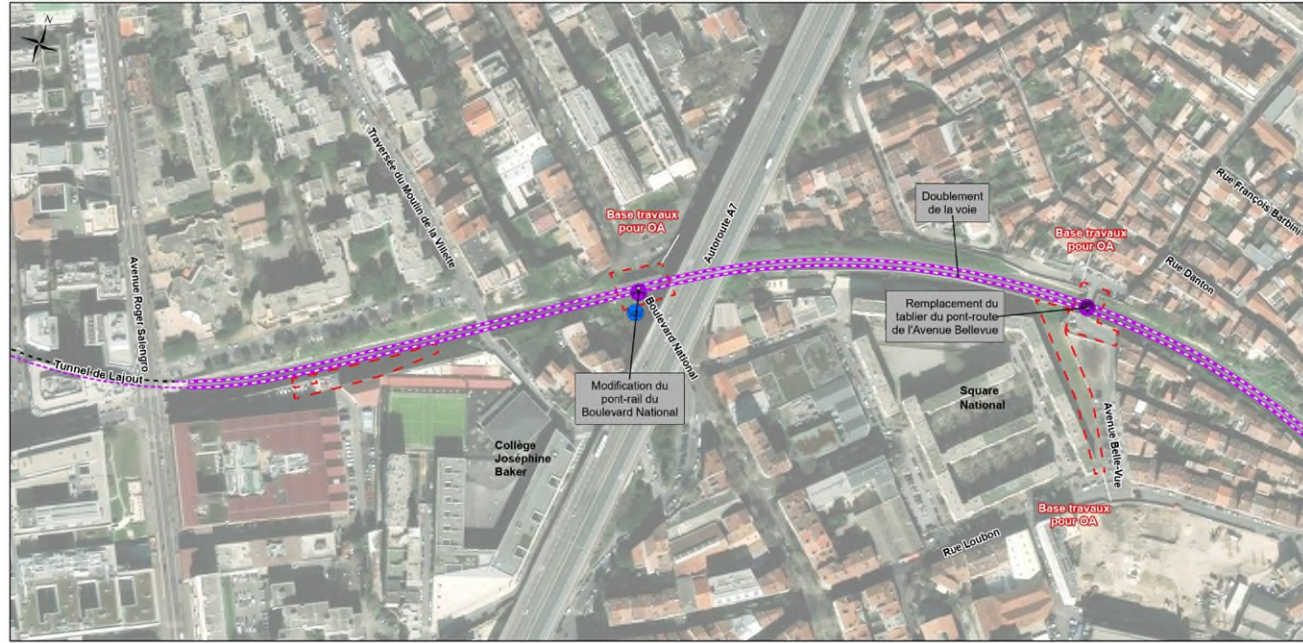 N
Traversée du Moulin de la Villette
Avenue Roger Salengro
Tunnel de Lajout
Base travaux
pour OA
Autoroute A7
Boulevard National
Modification du
pont-rail du
Boulevard National
Collège
Joséphine
Baker
Doublement
de la voie
Base travaux
pour OA
Rue François Barbini
Rue Danton
Remplacement du
tablier du pont-route
de l'Avenue Bellevue
Square
National
Avenue Belle-Vue
Base travaux
pour OA
Rue Loubon